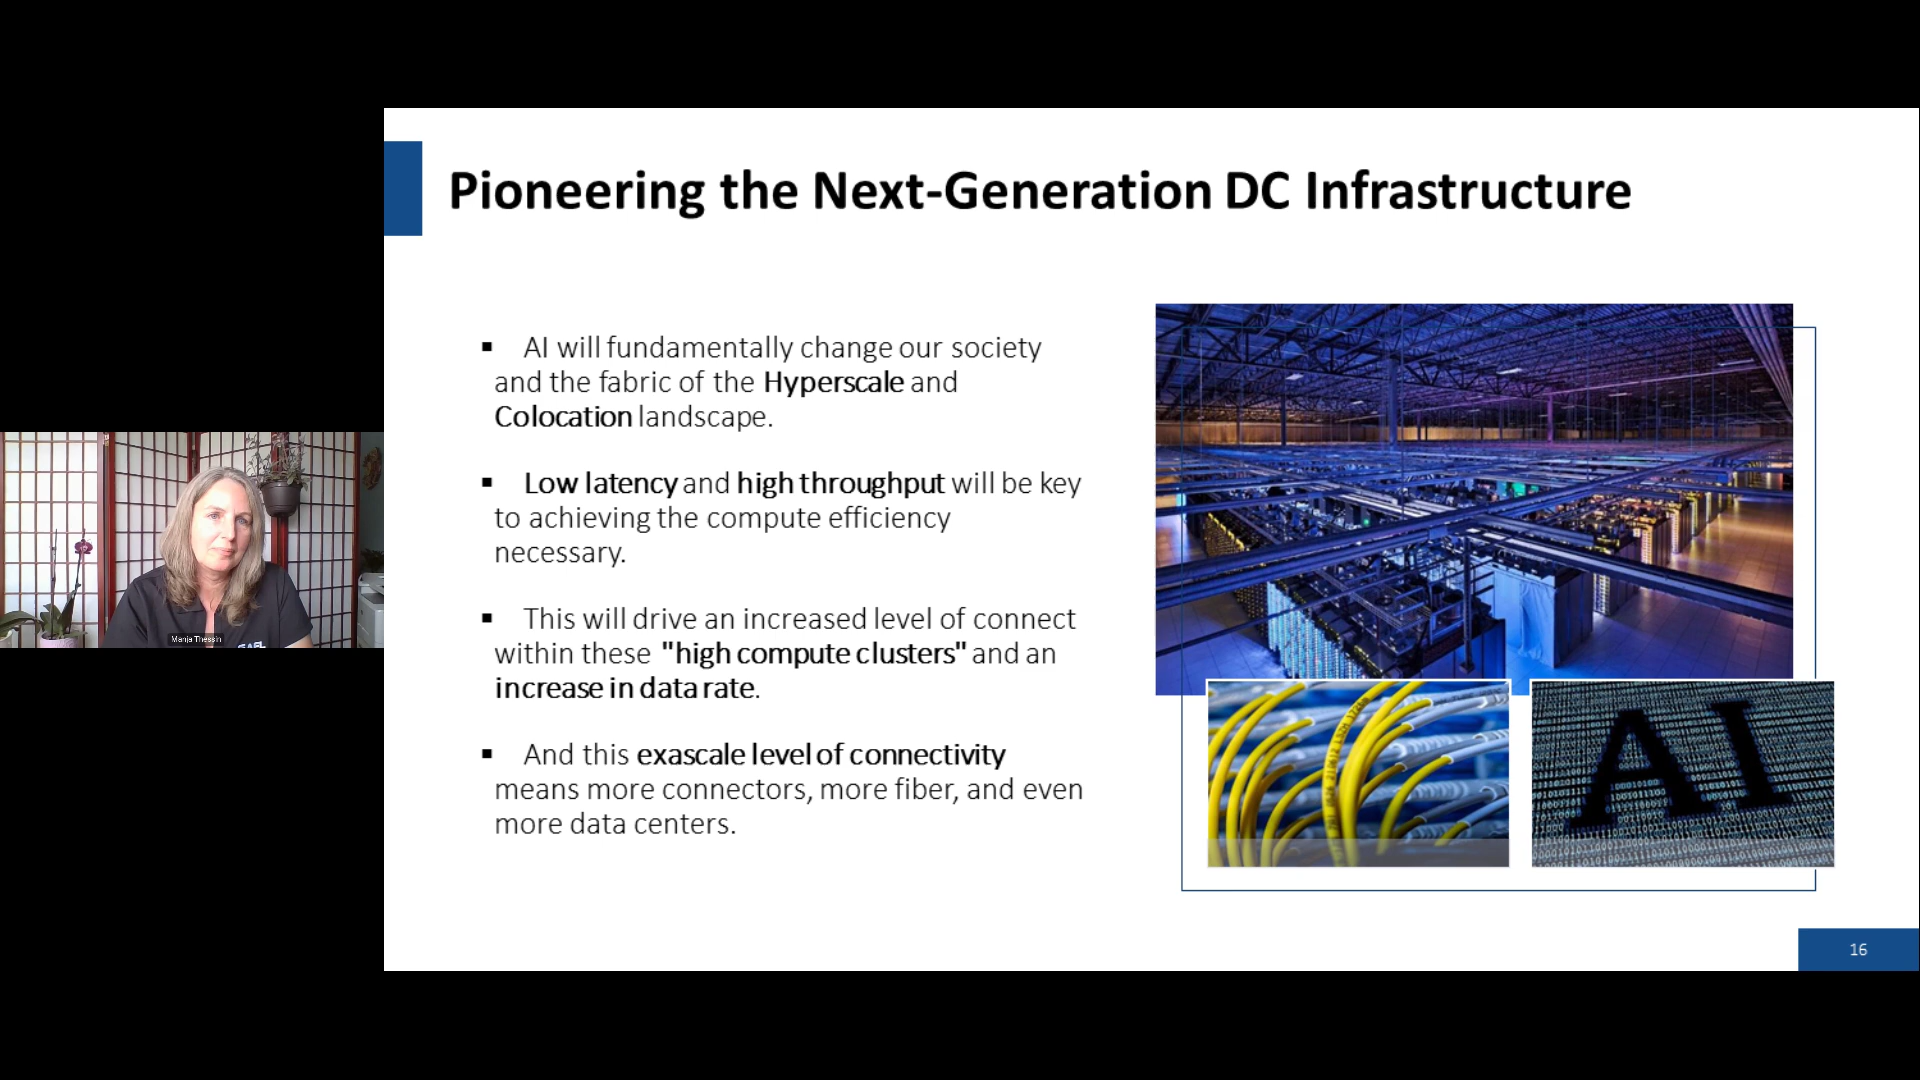 Pioneering the Next-Generation DC Infrastructure
▪ AI will fundamentally change our society
and the fabric of the Hyperscale and
Colocation landscape.
▪ Low latency and high throughput will be key
to achieving the compute efficiency
necessary.
▪ This will drive an increased level of connect
within these "high compute clusters" and an
increase in data rate.
▪ And this exascale level of connectivity
means more connectors, more fiber, and even
more data centers.
Manja Thessin
AI
16